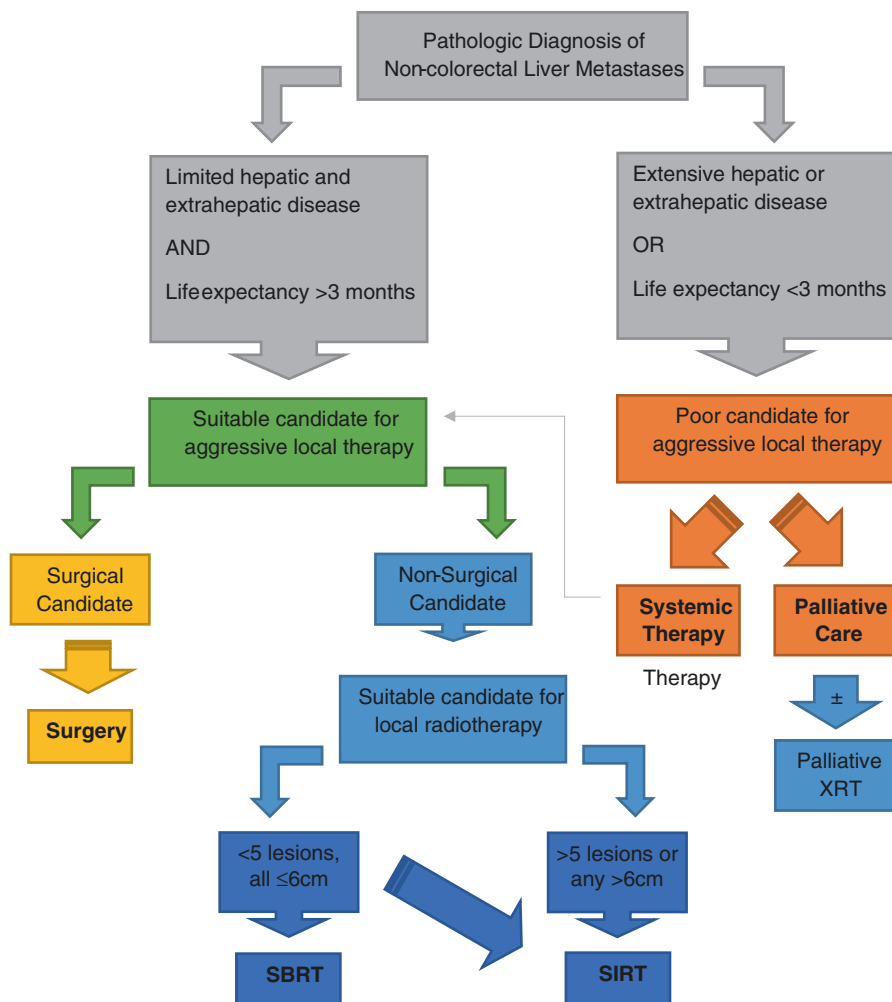 Pathologic Diagnosis of
Non-colorectal Liver Metastases
Limited hepatic and
extrahepatic disease
AND
Life expectancy >3 months
Extensive hepatic or
extrahepatic disease
OR
Life expectancy <3 months
Suitable candidate for
aggressive local therapy
Poor candidate for
aggressive local therapy
Surgical
Candidate
Non-Surgical
Candidate
Systemic
Therapy
Palliative
Care
Therapy
±
Surgery
Suitable candidate for
local radiotherapy
Palliative
XRT
<5 lesions,
all ≤6cm
>5 lesions or
any >6cm
SBRT
SIRT